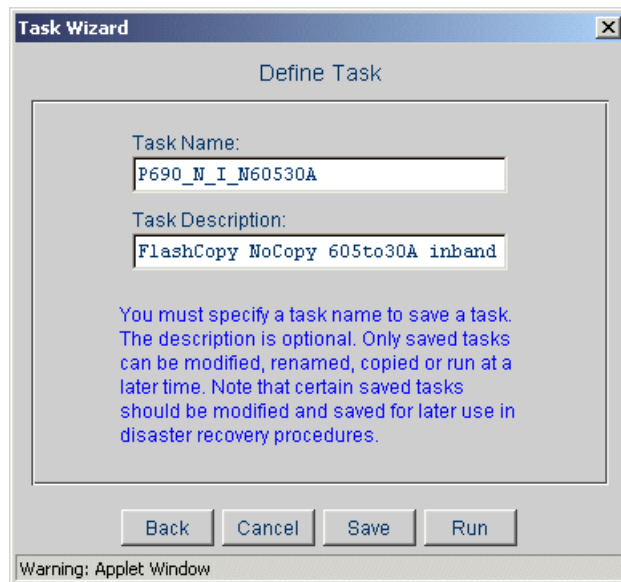 Task Wizard
Define Task
Task Name:
P690_N_I_N60530A
Task Description:
FlashCopy NoCopy 605to30A inband
You must specify a task name to save a task.
The description is optional. Only saved tasks
can be modified, renamed, copied or run at a
later time. Note that certain saved tasks
should be modified and saved for later use in
disaster recovery procedures.
Back Cancel Save Run
Warning: Applet Window